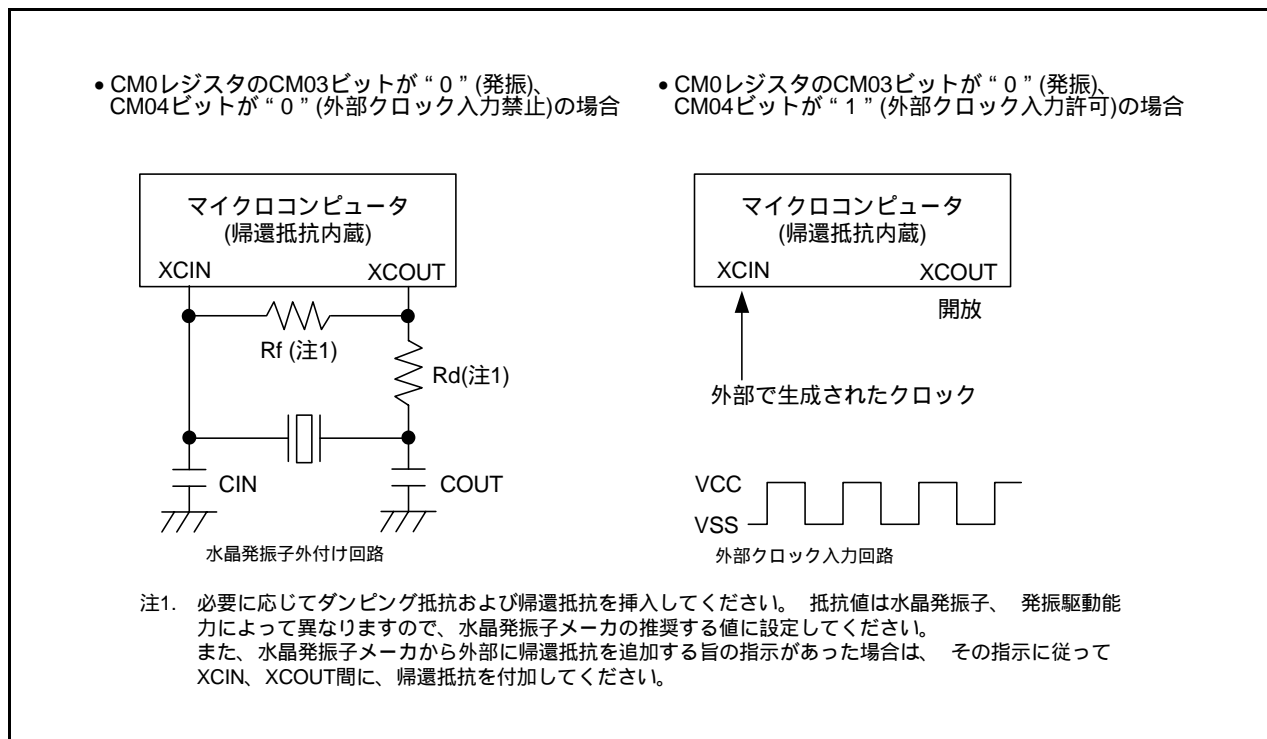 • CM0レジスタのCM03ビットが“ 0 ” (発振)、
CM04ビットが“ 0 ” (外部クロック入力禁止)の場合
• CM0レジスタのCM03ビットが“ 0 ” (発振)、
CM04ビットが“ 1 ” (外部クロック入力許可)の場合
マイクロコンピュータ
(帰還抵抗内蔵)
XCIN XCOUT
Rf (注1)
Rd(注1)
CIN COUT
水晶発振子外付け回路
マイクロコンピュータ
(帰還抵抗内蔵)
XCIN XCOUT
開放
外部で生成されたクロック
VCC
VSS
外部クロック入力回路
注1. 必要に応じてダンピング抵抗および帰還抵抗を挿入してください。 抵抗値は水晶発振子、 発振駆動能
力によって異なりますので、水晶発振子メーカの推奨する値に設定してください。
また、水晶発振子メーカから外部に帰還抵抗を追加する旨の指示があった場合は、 その指示に従って
XCIN、XCOUT間に、帰還抵抗を付加してください。